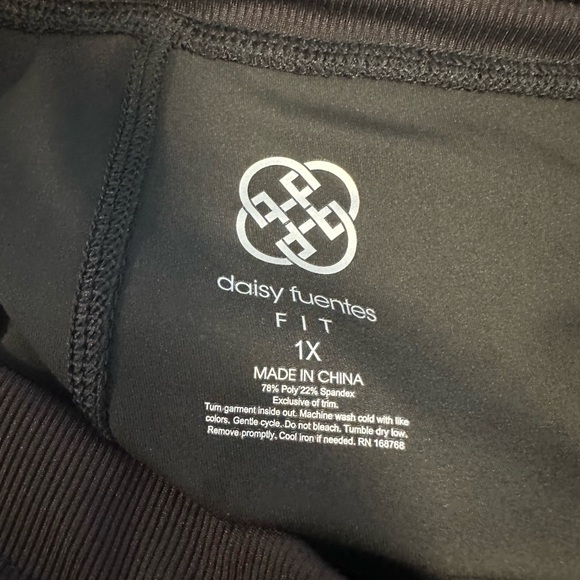 daisy fuentes
FIT
1X
MADE IN CHINA
78% Poly 22% Spandex
Exclusive of trim.
Turn garment inside out. Machine wash cold with like
colors. Gentle cycle. Do not bleach. Tumble dry low.
Remove promptly. Cool iron if needed. RN 168768